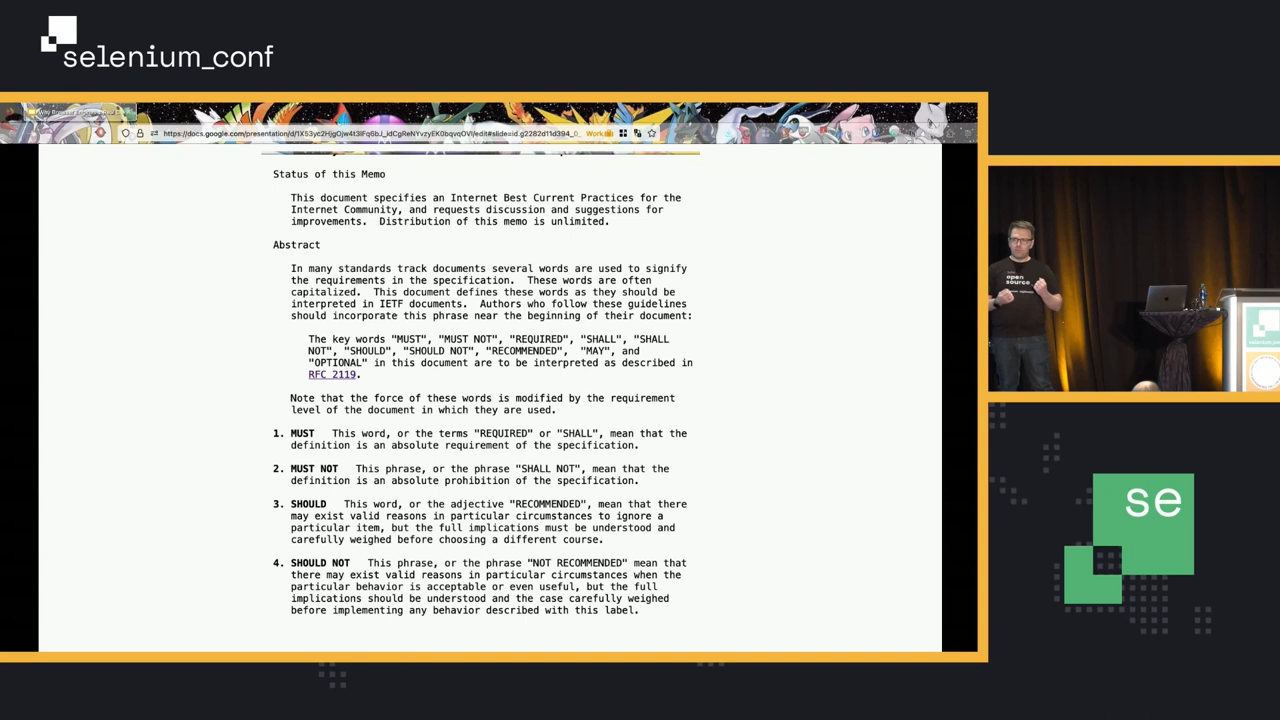 selenium_conf
https://docs.google.com/presentation/d/1X53yc2HjgOjw4t3lFq6bJ_idCgReNYvzyEK0bqvqOVI/edit#slide=id.g2282d11d394_0_
Work
Status of this Memo
This document specifies an Internet Best Current Practices for the
Internet Community, and requests discussion and suggestions for
improvements.  Distribution of this memo is unlimited.
Abstract
In many standards track documents several words are used to signify
the requirements in the specification.  These words are often
capitalized.  This document defines these words as they should be
interpreted in IETF documents.  Authors who follow these guidelines
should incorporate this phrase near the beginning of their document:
The key words "MUST", "MUST NOT", "REQUIRED", "SHALL", "SHALL
NOT", "SHOULD", "SHOULD NOT", "RECOMMENDED",  "MAY", and
"OPTIONAL" in this document are to be interpreted as described in
RFC 2119.
Note that the force of these words is modified by the requirement
level of the document in which they are used.
1. MUST   This word, or the terms "REQUIRED" or "SHALL", mean that the
definition is an absolute requirement of the specification.
2. MUST NOT   This phrase, or the phrase "SHALL NOT", mean that the
definition is an absolute prohibition of the specification.
3. SHOULD   This word, or the adjective "RECOMMENDED", mean that there
may exist valid reasons in particular circumstances to ignore a
particular item, but the full implications must be understood and
carefully weighed before choosing a different course.
4. SHOULD NOT   This phrase, or the phrase "NOT RECOMMENDED" mean that
there may exist valid reasons in particular circumstances when the
particular behavior is acceptable or even useful, but the full
implications should be understood and the case carefully weighed
before implementing any behavior described with this label.
open
source
se